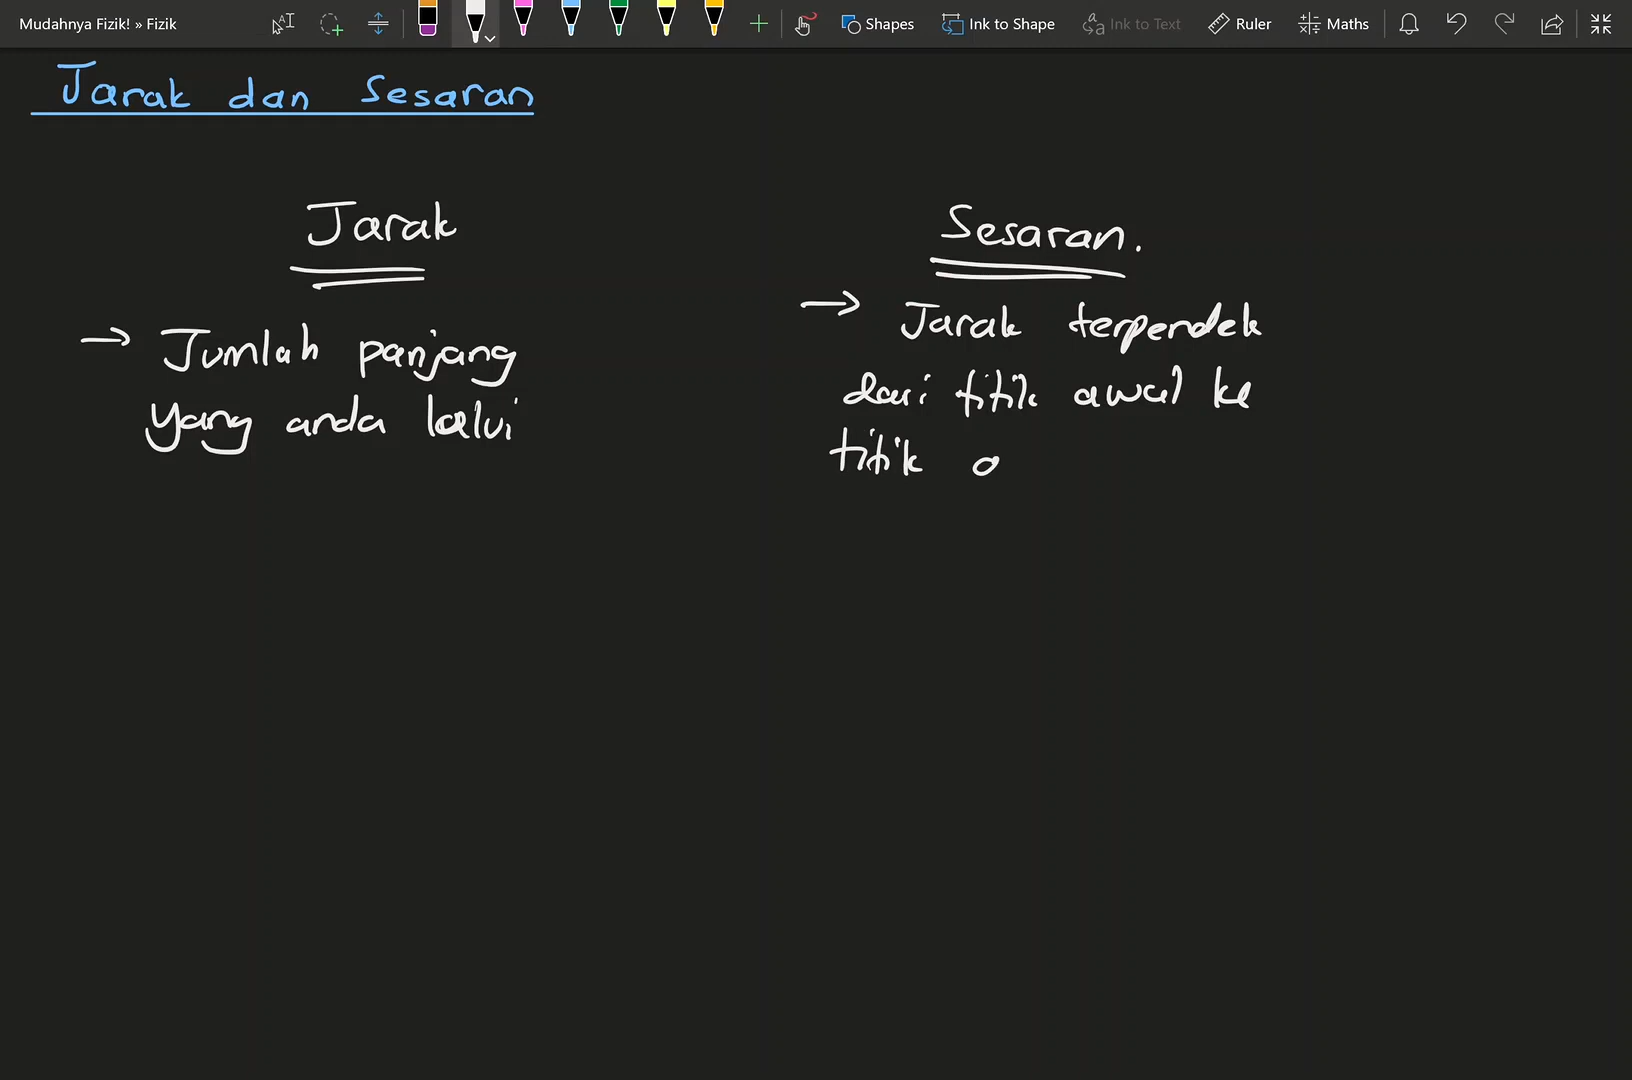 Mudahnya Fizik! » Fizik
Shapes
Ink to Shape
Ink to Text
Ruler
Maths
Jarak dan Sesaran
Jarak
→ Jumlah panjang
yang anda lalui
Sesaran.
→ Jarak terpendek
dari titik awal ke
titik a